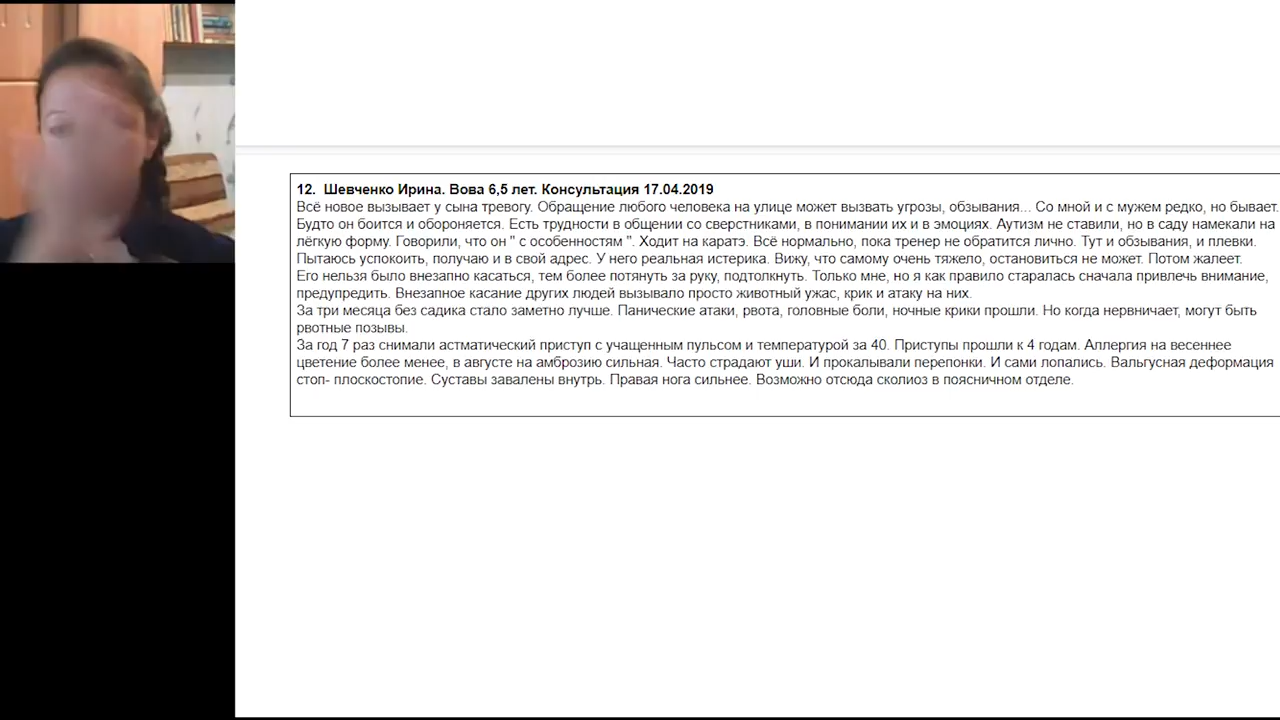 12. Шевченко Ирина. Вова 6,5 лет. Консультация 17.04.2019
Всё новое вызывает у сына тревогу. Обращение любого человека на улице может вызвать угрозы, обзывания... Со мной и с мужем редко, но бывает.
Будто он боится и обороняется. Есть трудности в общении со сверстниками, в понимании их и в эмоциях. Аутизм не ставили, но в саду намекали на
лёгкую форму. Говорили, что он " с особенностям ". Ходит на каратэ. Всё нормально, пока тренер не обратится лично. Тут и обзывания, и плевки.
Пытаюсь успокоить, получаю и в свой адрес. У него реальная истерика. Вижу, что самому очень тяжело, остановиться не может. Потом жалеет.
Его нельзя было внезапно касаться, тем более потянуть за руку, подтолкнуть. Только мне, но я как правило старалась сначала привлечь внимание,
предупредить. Внезапное касание других людей вызывало просто животный ужас, крик и атаку на них.
За три месяца без садика стало заметно лучше. Панические атаки, рвота, головные боли, ночные крики прошли. Но когда нервничает, могут быть
рвотные позывы.
За год 7 раз снимали астматический приступ с учащенным пульсом и температурой за 40. Приступы прошли к 4 годам. Аллергия на весеннее
цветение более менее, в августе на амброзию сильная. Часто страдают уши. И прокалывали перепонки. И сами лопались. Вальгусная деформация
стоп- плоскостопие. Суставы завалены внутрь. Правая нога сильнее. Возможно отсюда сколиоз в поясничном отделе.